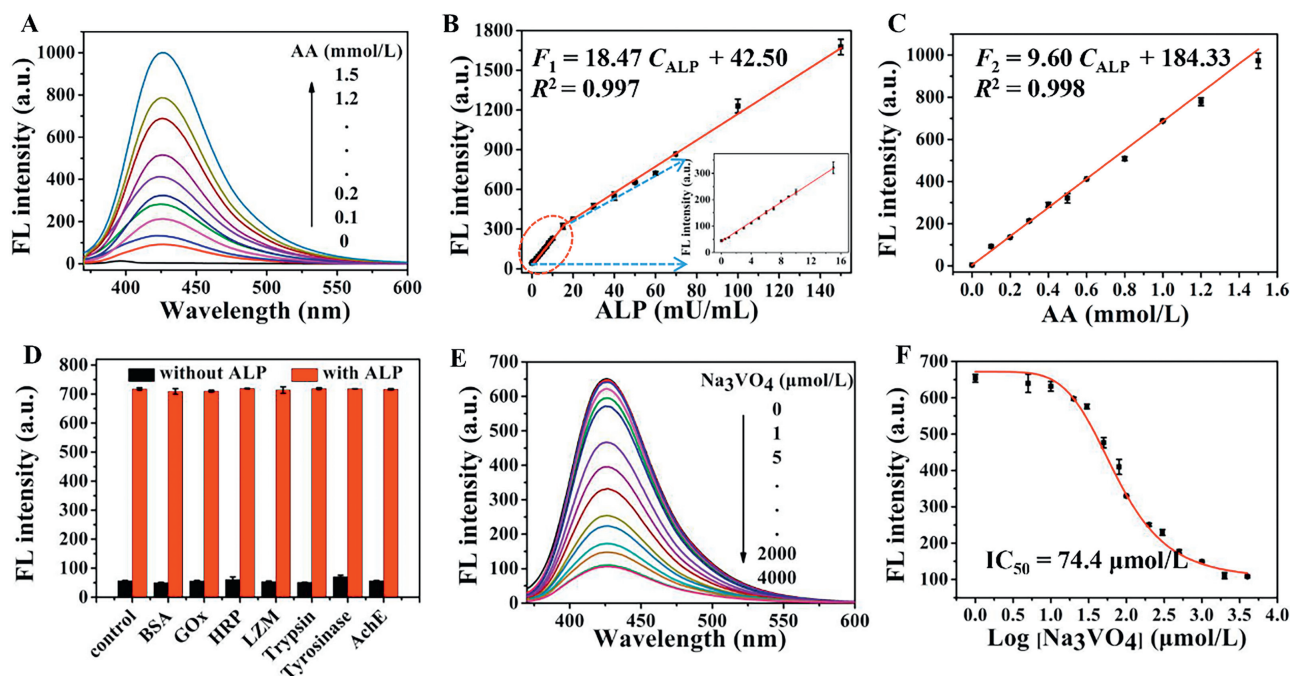 A
AA (mmol/L)
1.5
1.2
.
.
.
0.2
0.1
0
FL intensity (a.u.)
1000
800
600
400
200
0
400 450 500 550 600
Wavelength (nm)
B
F1 = 18.47 CALP + 42.50
R2 = 0.997
FL intensity (a.u.)
1800
1500
1200
900
600
300
0
0 20 40 60 80 100 120 140
ALP (mU/mL)
FL intensity (a.u.)
300
200
100
0
0 4 8 12 16
C
F2 = 9.60 CALP + 184.33
R2 = 0.998
FL intensity (a.u.)
1000
800
600
400
200
0
0.0 0.2 0.4 0.6 0.8 1.0 1.2 1.4 1.6
AA (mmol/L)
D
without ALP with ALP
FL intensity (a.u.)
800
700
600
500
400
300
200
100
0
control BSA GOx HRP LZM Trypsin Tyrosinase AchE
E
Na3VO4 (μmol/L)
0
1
5
.
.
.
2000
4000
FL intensity (a.u.)
700
600
500
400
300
200
100
0
400 450 500 550 600
Wavelength (nm)
F
IC50 = 74.4 μmol/L
FL intensity (a.u.)
700
600
500
400
300
200
100
0.0 0.5 1.0 1.5 2.0 2.5 3.0 3.5 4.0
Log [Na3VO4] (μmol/L)